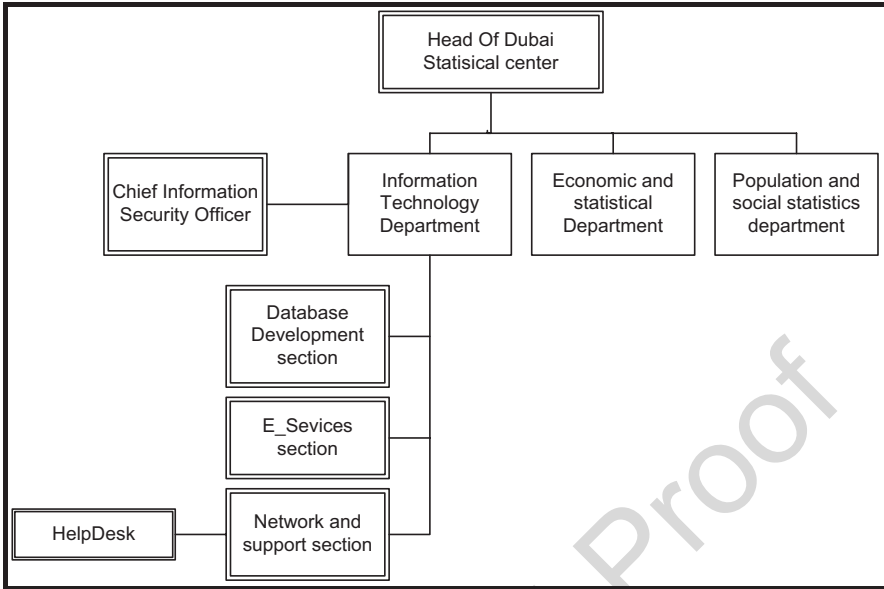 Head Of Dubai
Statisical center
Chief Information
Security Officer
Information
Technology
Department
Economic and
statistical
Department
Population and
social statistics
department
Database
Development
section
E_Sevices
section
HelpDesk
Network and
support section
Proof